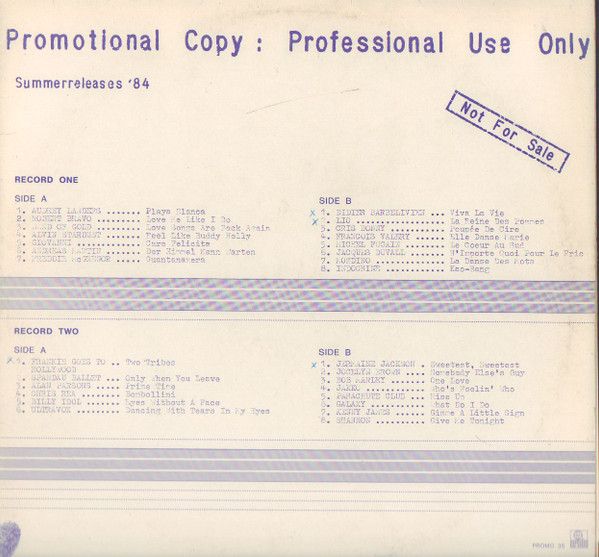 Promotional Copy: Professional Use Only
Summerreleases '84
Not For Sale
RECORD ONE
SIDE A
1. AUDREY LANDERS ....... Playa Blanca
2. MONEDY BRAVO ......... Love Me Like I Do
3. BAND OF GOLD ......... Love Songs Are Back Again
4. ALVIN STARDUST ....... Feel Like Buddy Holly
5. GIOVANNI ............. Cara Felicita
6. ANDREAS MARTIN ....... Der Himmel Kann Warten
7. FREDDIE McGREGOR ..... Guantanamera
SIDE B
x 1. DIDIER BARBELIVIEN ... Viva La Vie
x 2. LIO .................. La Reine Des Pommes
3. CRIS BONNY ........... Poupée De Cire
4. FRANCOIS VALERY ...... Elle Danse Marie
5. MICHEL FUGAIN ........ Le Coeur Au Sud
6. JACQUES DUVALL ....... N'Importe Quoi Pour Le Fric
7. MONDINO .............. La Danse Des Mots
8. INDOCHINE ............ Kao-Bang
RECORD TWO
SIDE A
x 1. FRANKIE GOES TO .. Two Tribes
HOLLYWOOD
2. SPANDAU BALLET ... Only When You Leave
3. ALAN PARSONS ..... Prime Time
4. CHRIS REA ........ Bombollini
5. BILLY IDOL ....... Eyes Without A Face
6. ULTRAVOX ......... Dancing With Tears In My Eyes
SIDE B
x 1. JERMAINE JACKSON . Sweetest, Sweetest
2. JOCELYN BROWN .... Somebody Else's Guy
3. BOB MARLEY ....... One Love
4. JAKKO ............ Who's Foolin' Who
5. PARACHUTE CLUB ... Rise Up
6. GALAXY ........... What Do I Do
7. KENNY JAMES ...... Gimme A Little Sign
8. SHANNON .......... Give Me Tonight
PROMO